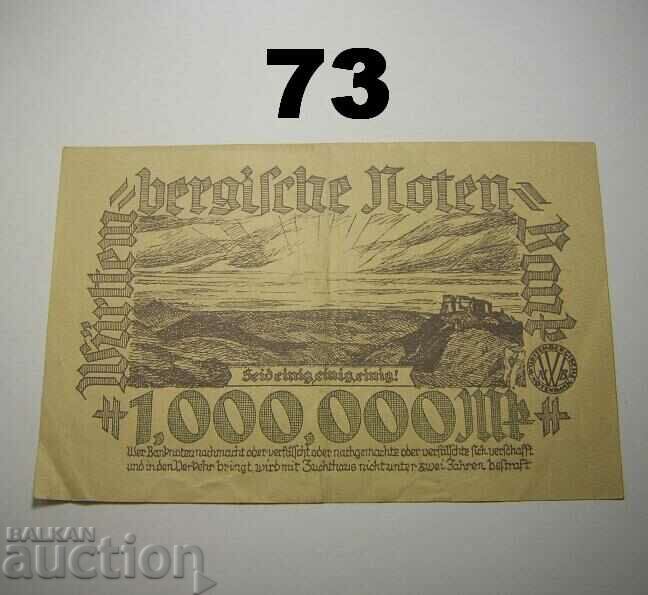 73
Württem=bergische Noten=Bank
Seid einig, einig, einig!
WÜRTTEMBERGISCHE NOTENBANK
1.000,000 Mk
Wer Banknoten nachmacht oder verfälscht oder nachgemachte oder verfälschte sich verschafft
und in den Verkehr bringt, wird mit Zuchthaus nicht unter zwei Jahren bestraft
BALKAN
auction